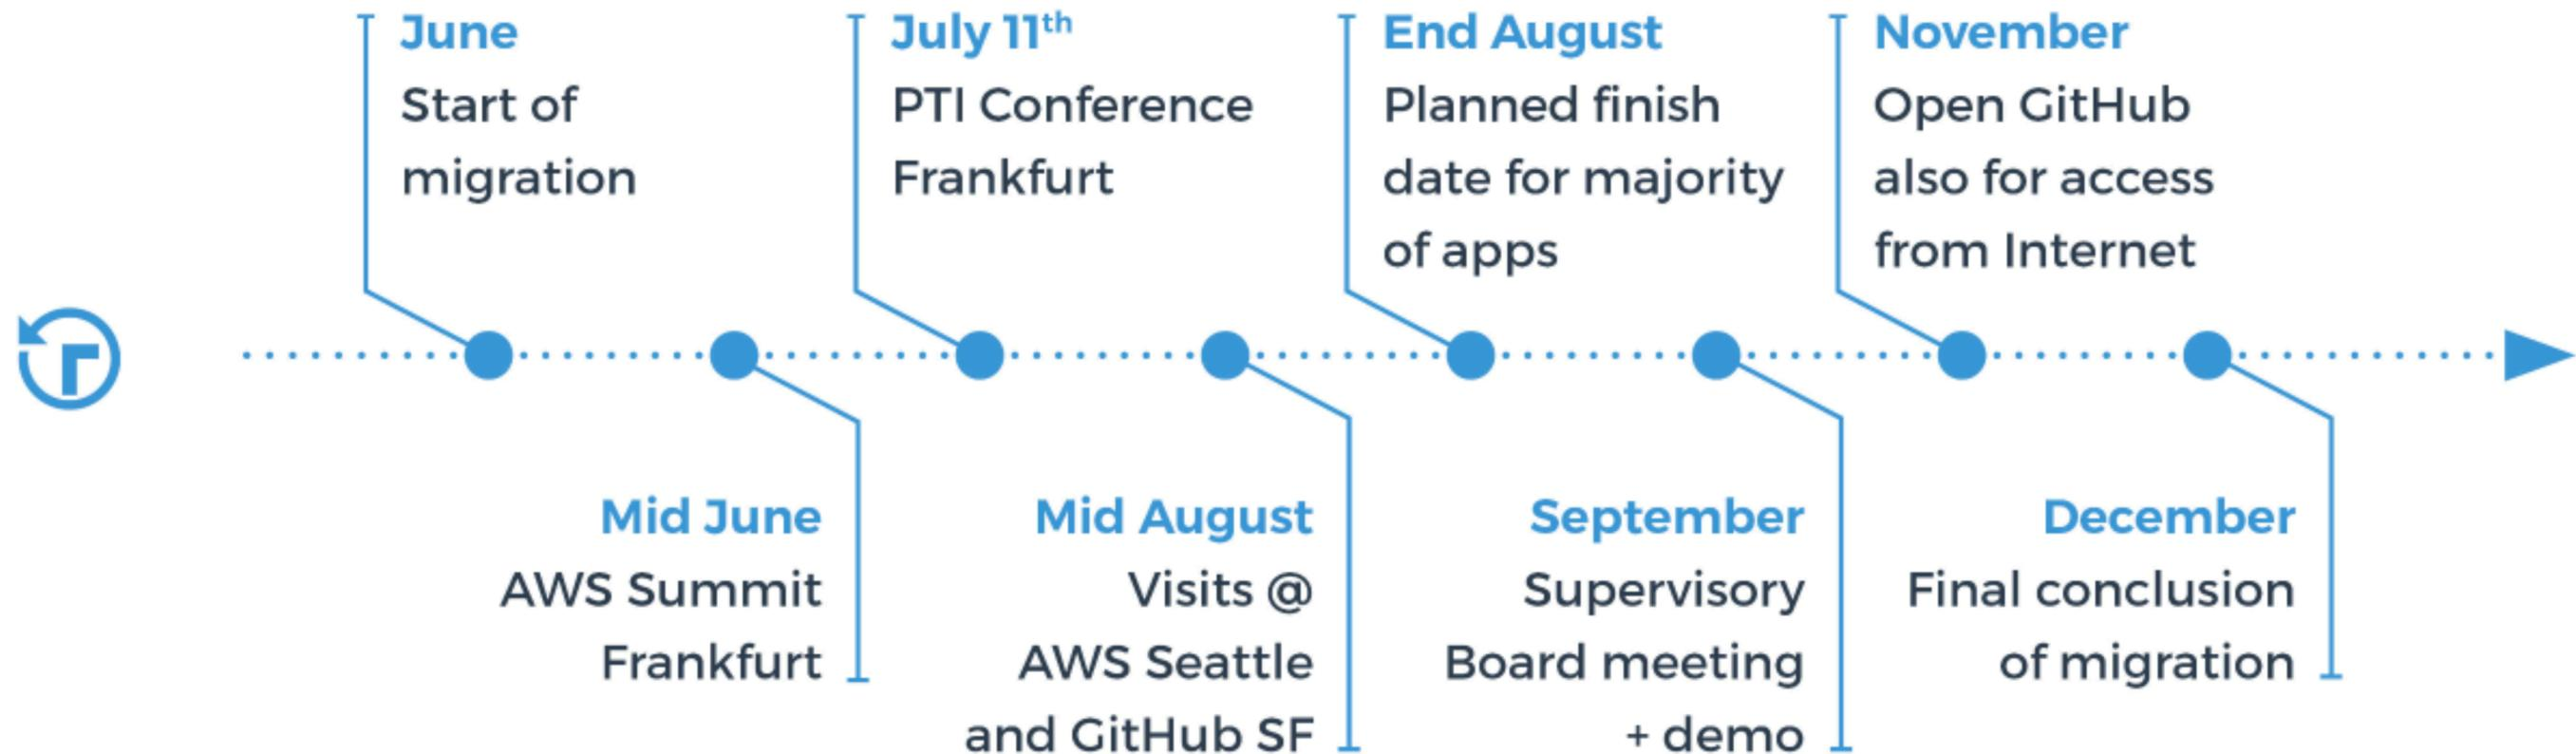 June
Start of
migration
July 11th
PTI Conference
Frankfurt
End August
Planned finish
date for majority
of apps
November
Open GitHub
also for access
from Internet
Mid June
AWS Summit
Frankfurt
Mid August
Visits @
AWS Seattle
and GitHub SF
September
Supervisory
Board meeting
+ demo
December
Final conclusion
of migration